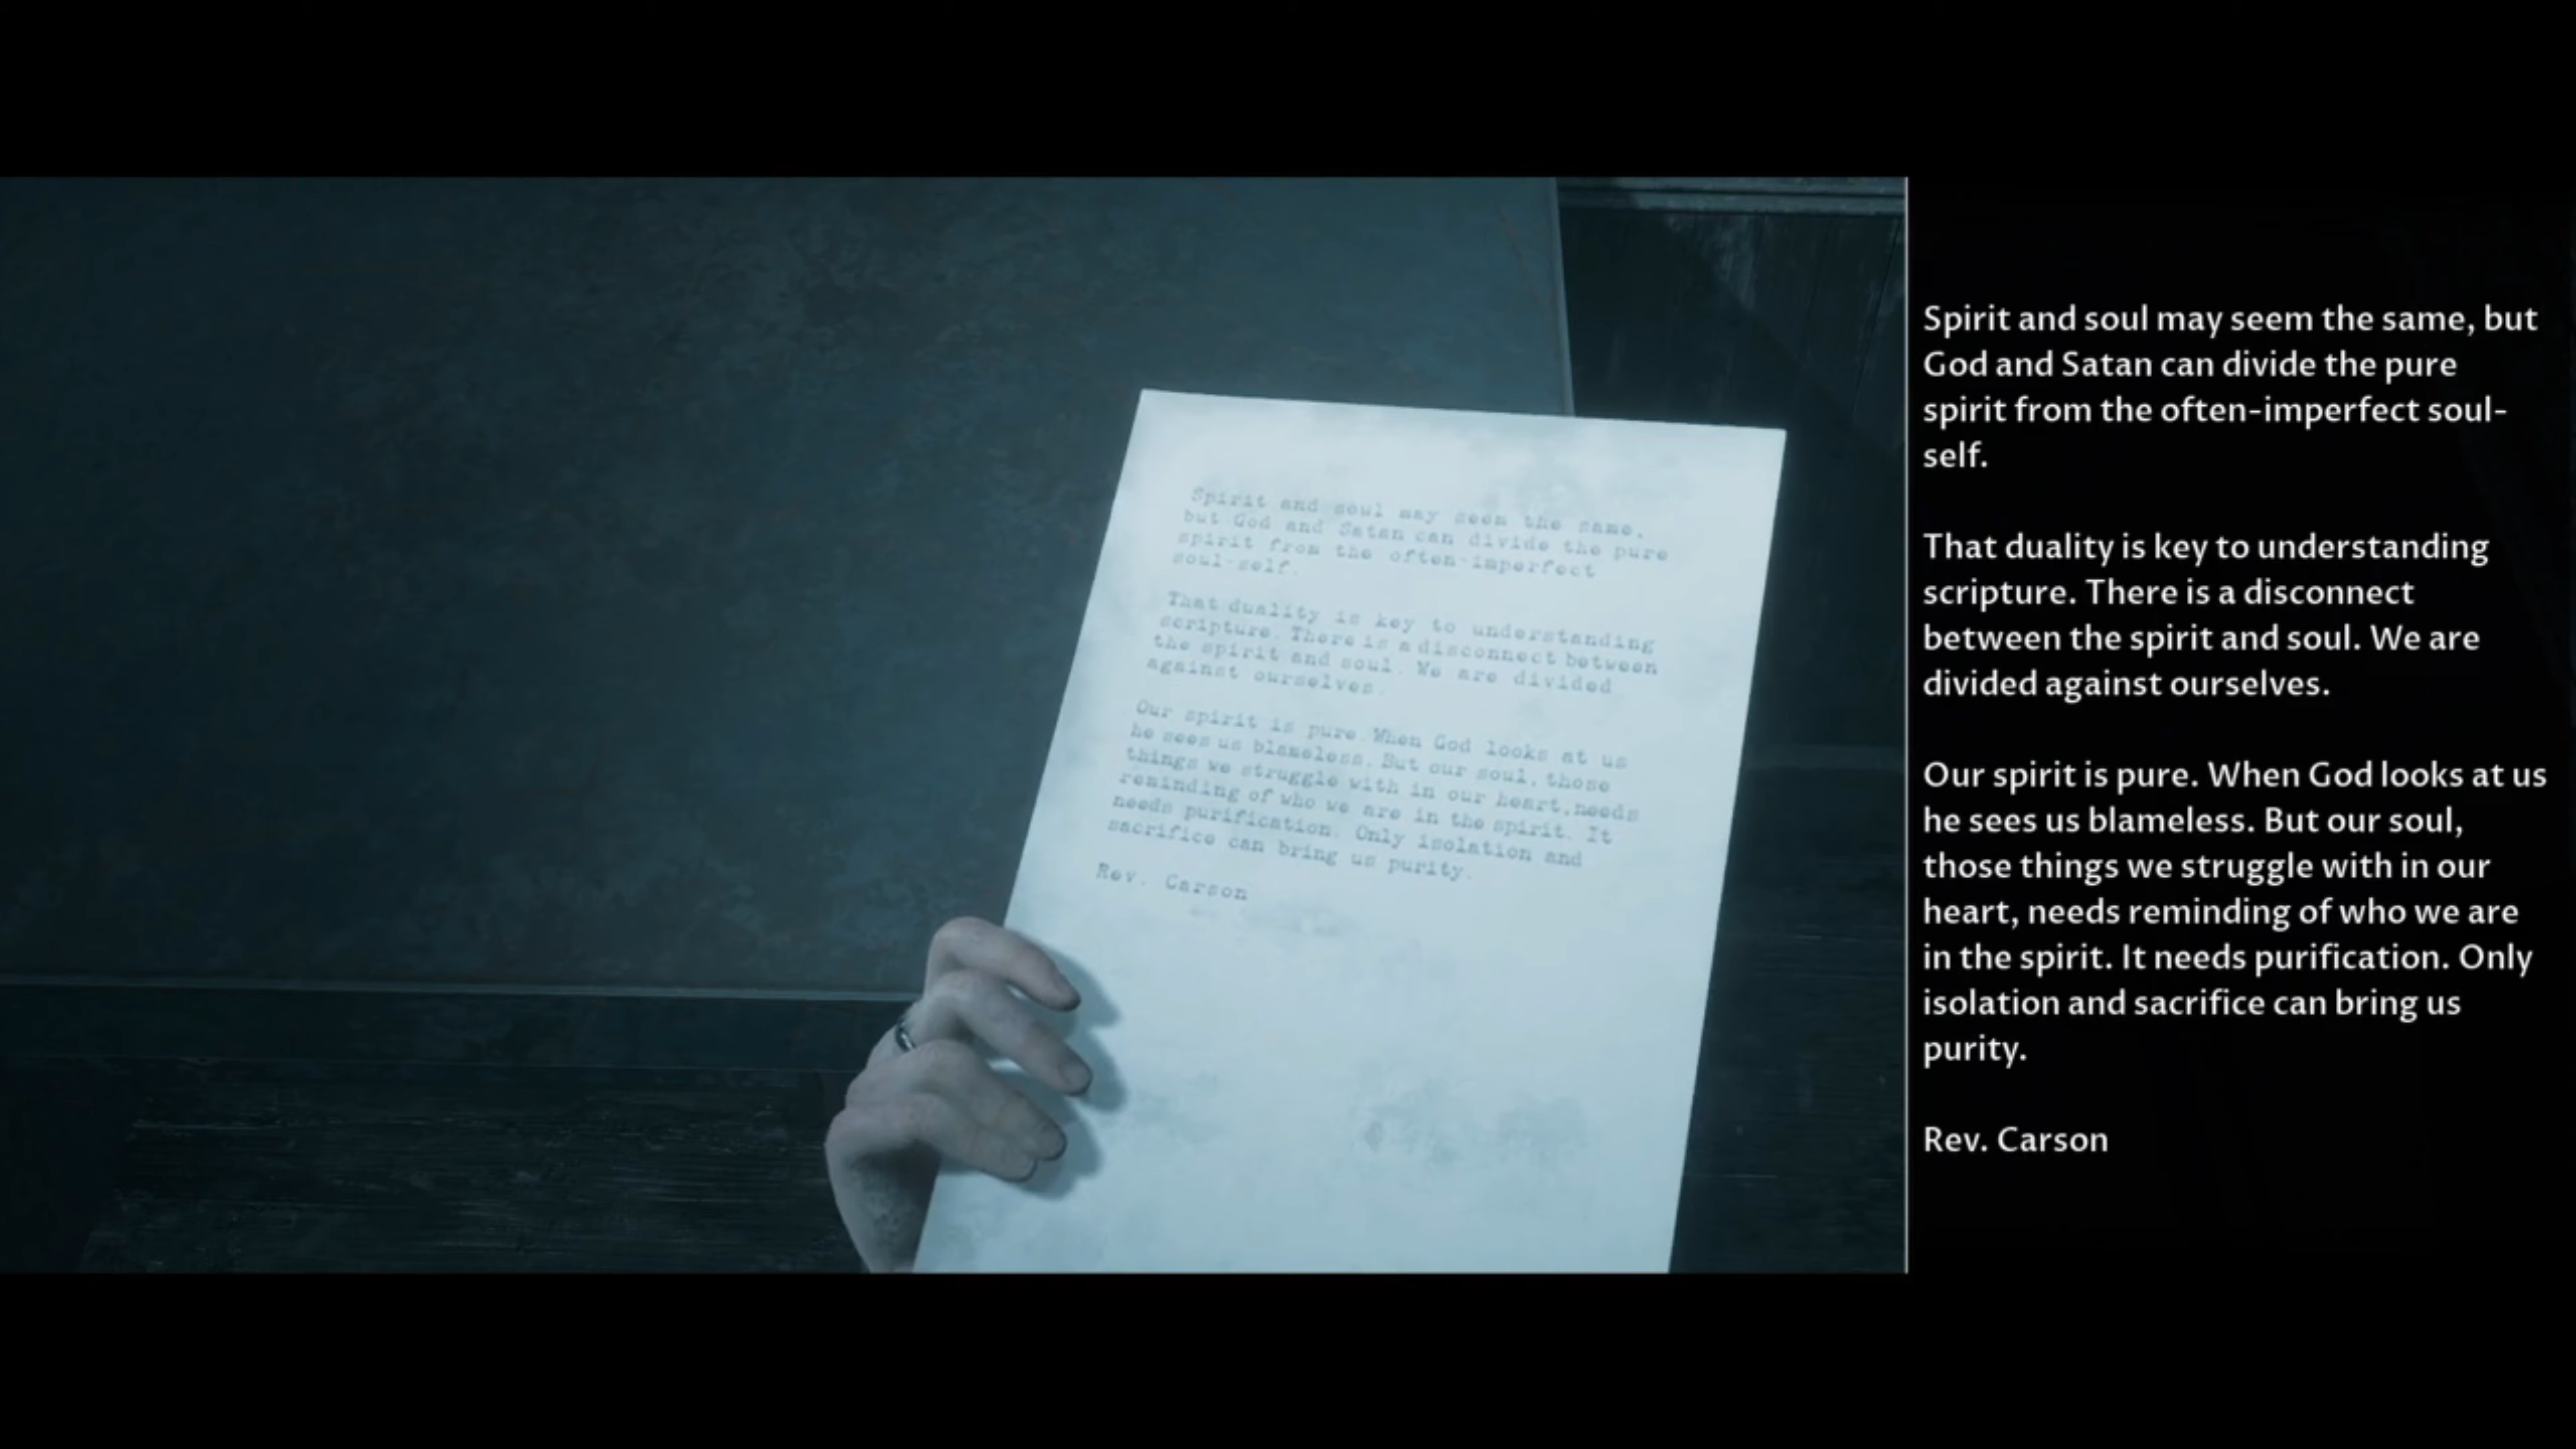 Spirit and soul may seem the same,
but God and Satan can divide the pure
spirit from the often-imperfect
soul-self.
That duality is key to understanding
scripture. There is a disconnect between
the spirit and soul. We are divided
against ourselves.
Our spirit is pure. When God looks at us
he sees us blameless. But our soul, those
things we struggle with in our heart, needs
reminding of who we are in the spirit. It
needs purification. Only isolation and
sacrifice can bring us purity.
Rev. Carson
Spirit and soul may seem the same, but
God and Satan can divide the pure
spirit from the often-imperfect soul-
self.
That duality is key to understanding
scripture. There is a disconnect
between the spirit and soul. We are
divided against ourselves.
Our spirit is pure. When God looks at us
he sees us blameless. But our soul,
those things we struggle with in our
heart, needs reminding of who we are
in the spirit. It needs purification. Only
isolation and sacrifice can bring us
purity.
Rev. Carson